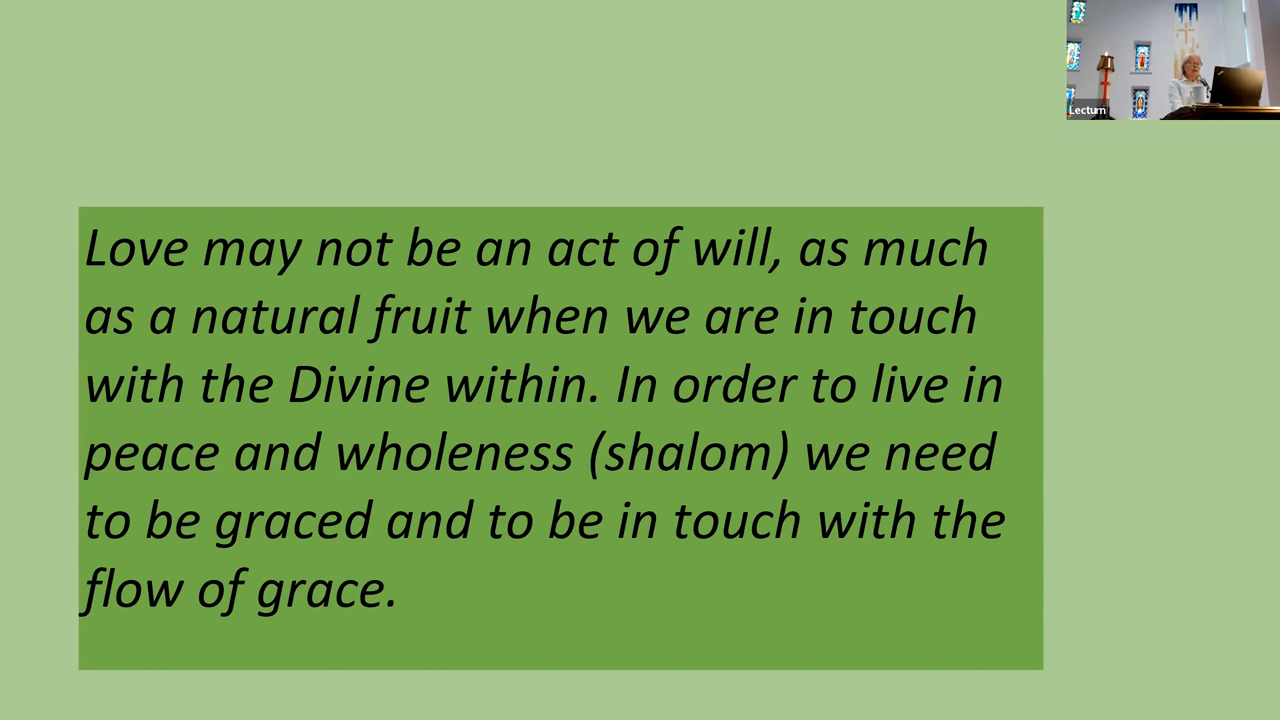 Lecturn
Love may not be an act of will, as much
as a natural fruit when we are in touch
with the Divine within. In order to live in
peace and wholeness (shalom) we need
to be graced and to be in touch with the
flow of grace.